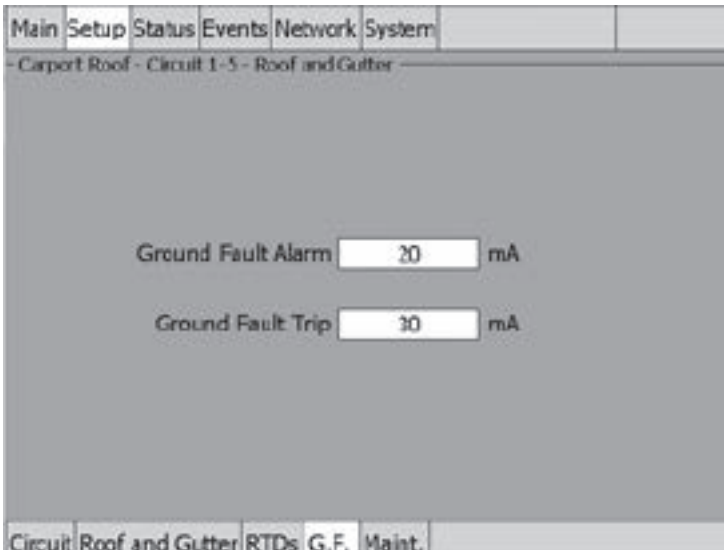 Main Setup Status Events Network System
Carport Roof - Circuit 1-5 - Roof and Gutter
Ground Fault Alarm 20 mA
Ground Fault Trip 30 mA
Circuit Roof and Gutter RTDs G.F. Maint.